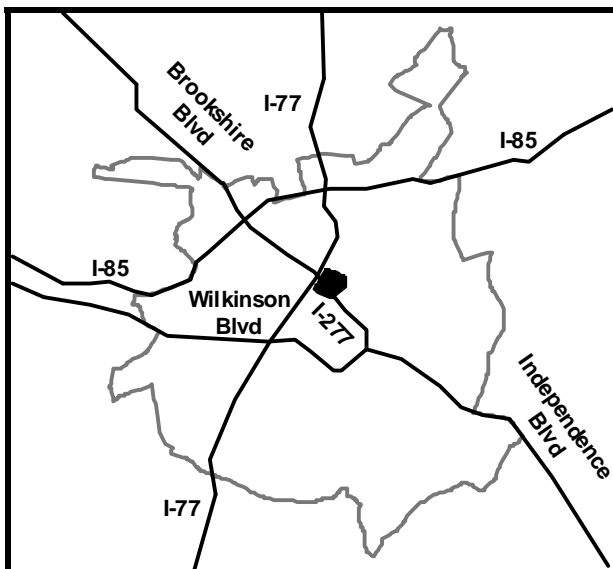 Brookshire
Blvd
I-77
I-85
I-85
Wilkinson
Blvd
I-277
Independence
Blvd
I-77